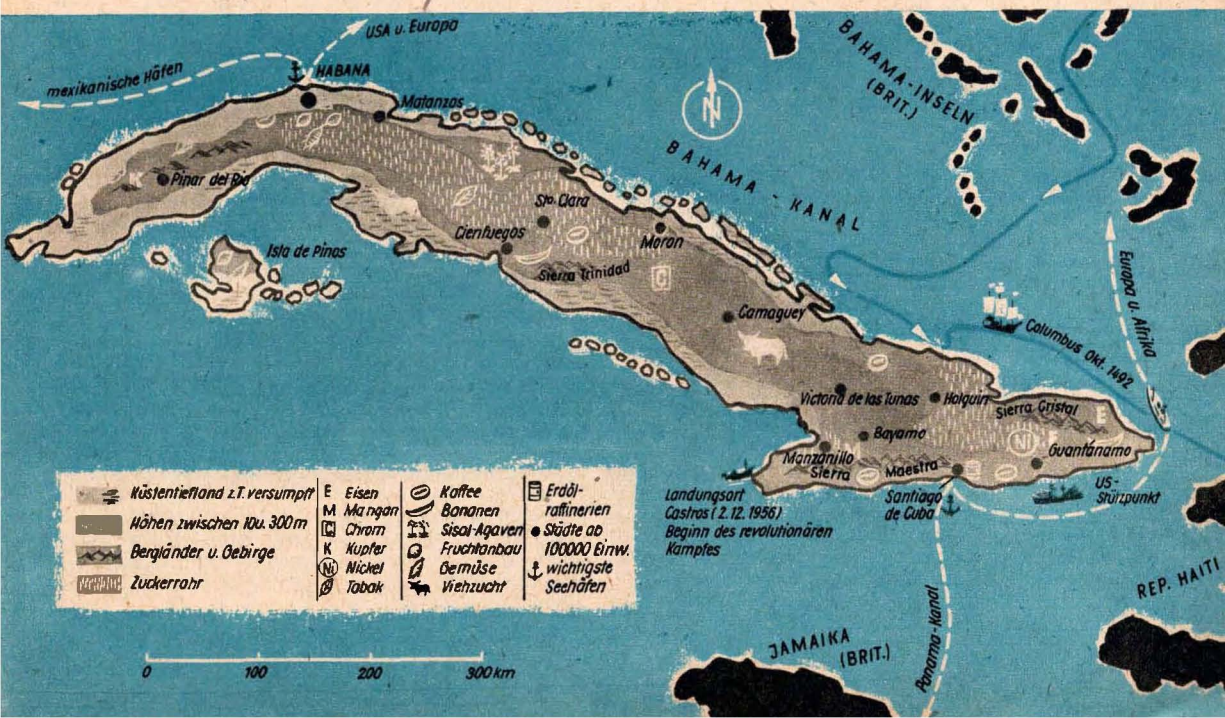 USA u. Europa
mexikanische Häfen
HABANA
Matanzas
Pinar del Rio
Isla de Pinos
BAHAMA-INSELN
(BRIT.)
N
BAHAMA - KANAL
Sta. Clara
Cienfuegos
Moron
Sierra Trinidad
C
Camaguey
Europa u. Afrika
Columbus Okt. 1492
Victoria de las Tunas
Holguin
Sierra Cristal
E
Bayamo
Ni
Guantánamo
Manzanillo
Sierra Maestra
K
Santiago
de Cuba
US-
Stützpunkt
Landungsort
Castros (2.12.1956)
Beginn des revolutionären
Kampfes
Küstentiefland z.T. versumpft
Höhen zwischen 10 u. 300 m
Bergländer u. Gebirge
Zuckerrohr
E Eisen
M Mangan
C Chrom
K Kupfer
Ni Nickel
Tabak
Kaffee
Bananen
Sisal-Agaven
Fruchtanbau
Gemüse
Viehzucht
Erdöl-
raffinerien
Städte ab
100000 Einw.
wichtigste
Seehäfen
0 100 200 300 km
JAMAIKA
(BRIT.)
Panama-Kanal
REP. HAITI